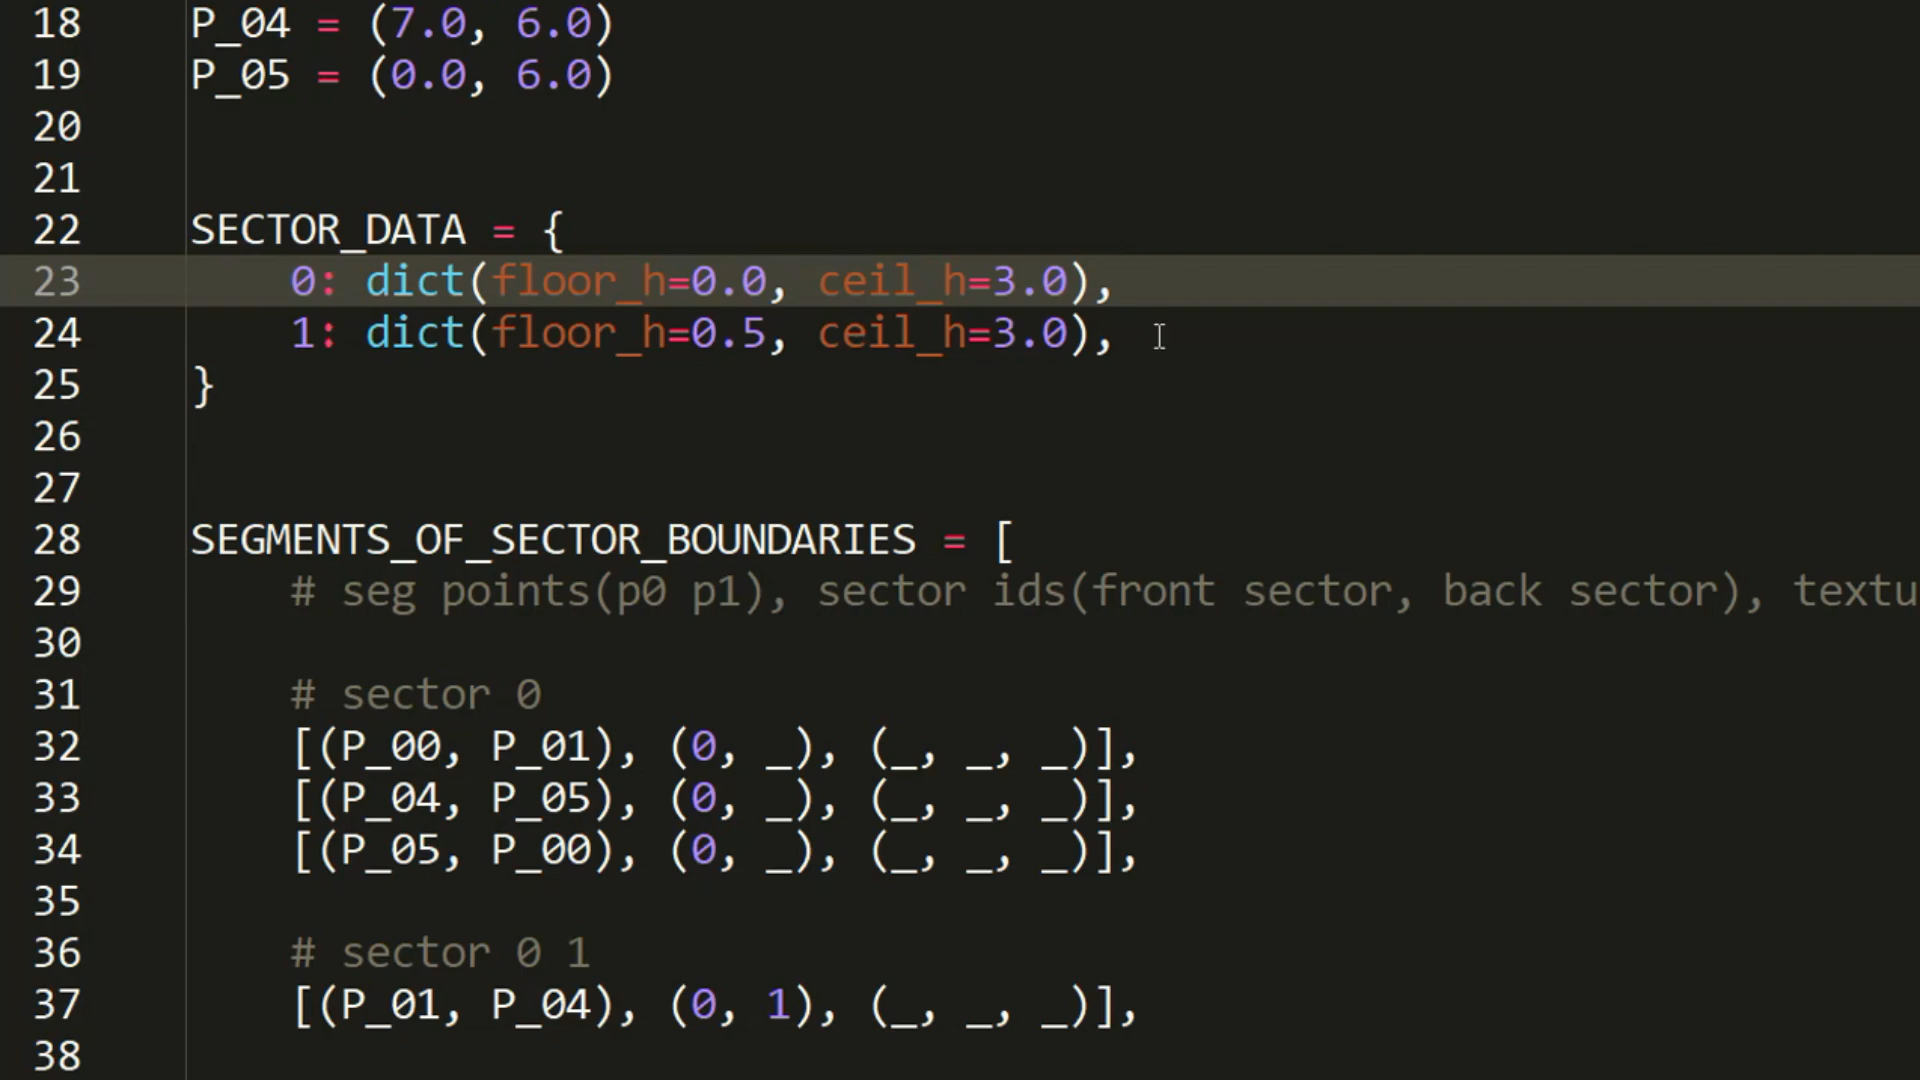 18 P_04 = (7.0, 6.0)
19 P_05 = (0.0, 6.0)
20
21
22 SECTOR_DATA = {
23     0: dict(floor_h=0.0, ceil_h=3.0),
24     1: dict(floor_h=0.5, ceil_h=3.0),
25 }
26
27
28 SEGMENTS_OF_SECTOR_BOUNDARIES = [
29     # seg points(p0 p1), sector ids(front sector, back sector), textu
30
31     # sector 0
32     [(P_00, P_01), (0, _), (_, _, _)],
33     [(P_04, P_05), (0, _), (_, _, _)],
34     [(P_05, P_00), (0, _), (_, _, _)],
35
36     # sector 0 1
37     [(P_01, P_04), (0, 1), (_, _, _)],
38